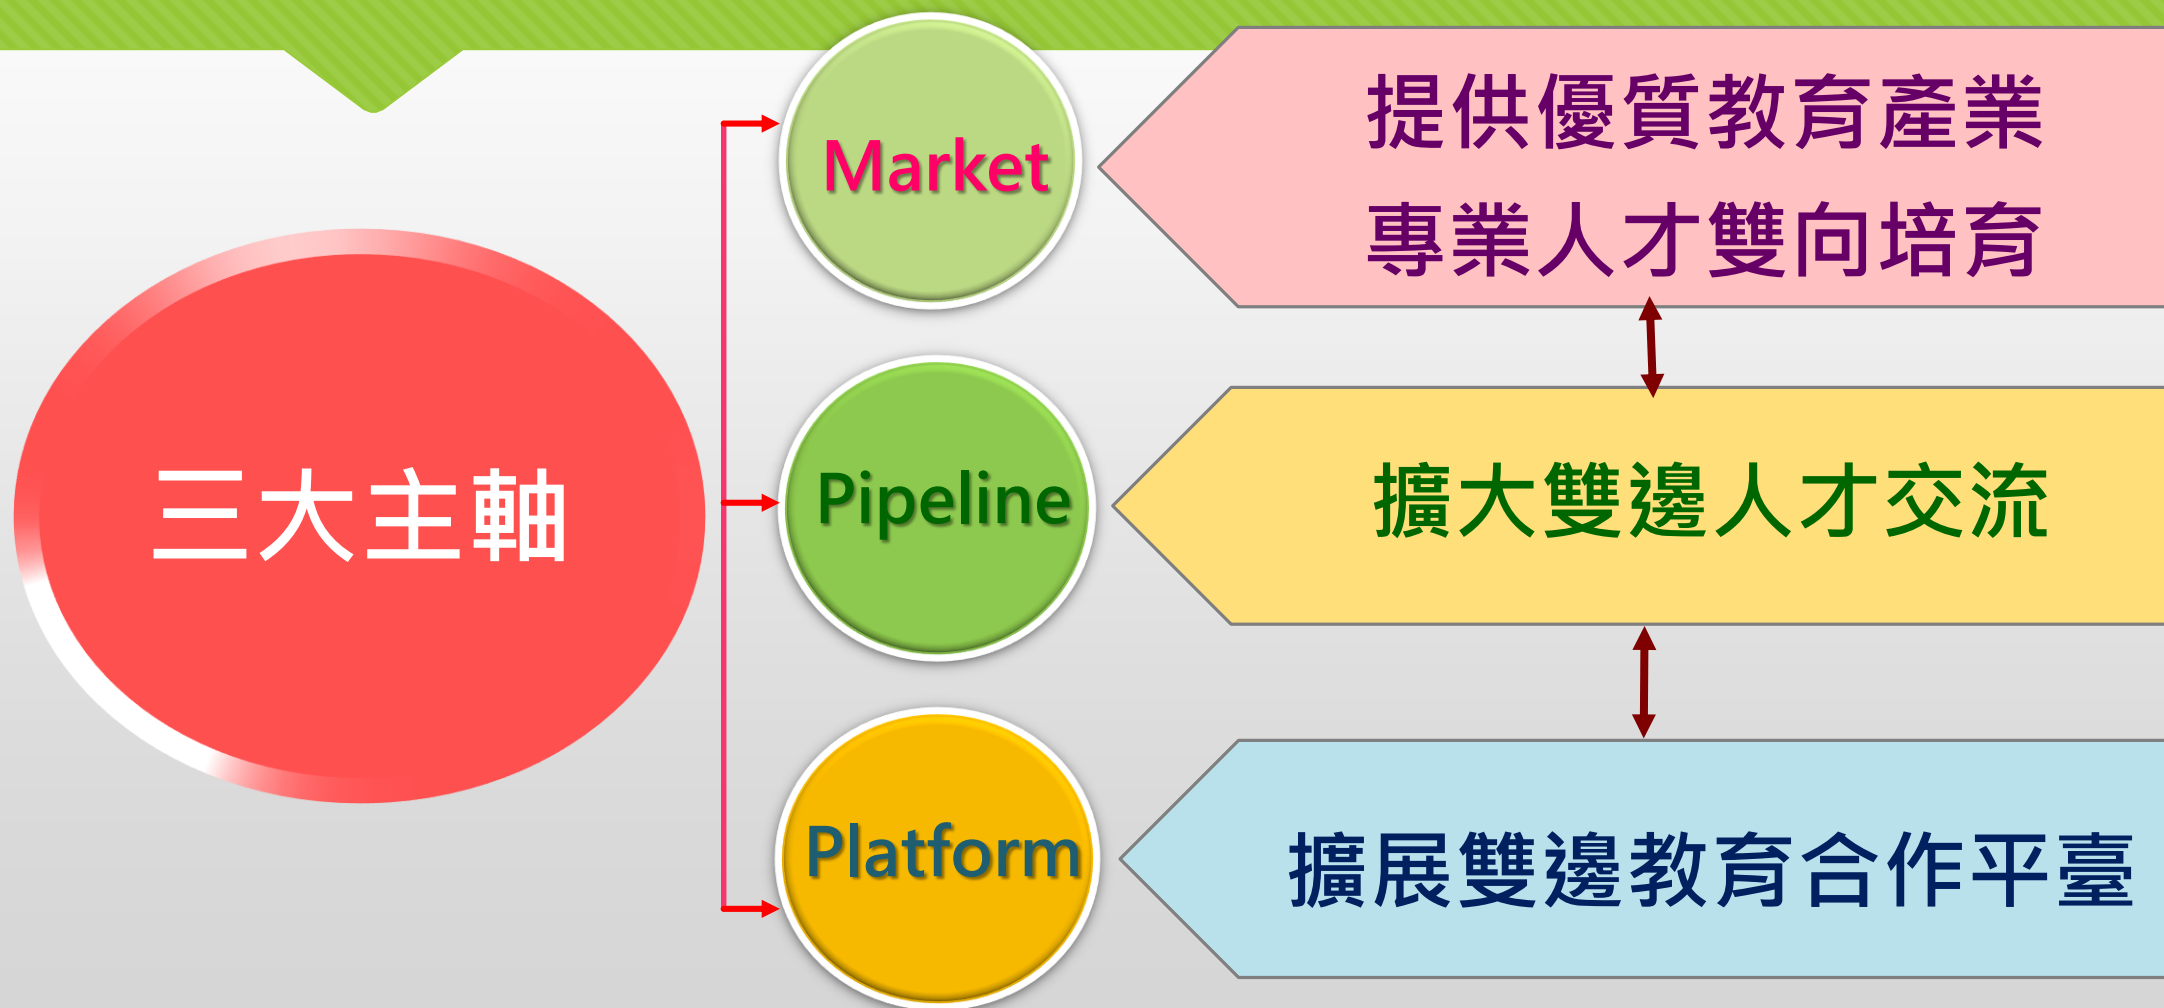 三大主軸
Market
提供優質教育產業
專業人才雙向培育
Pipeline
擴大雙邊人才交流
Platform
擴展雙邊教育合作平臺